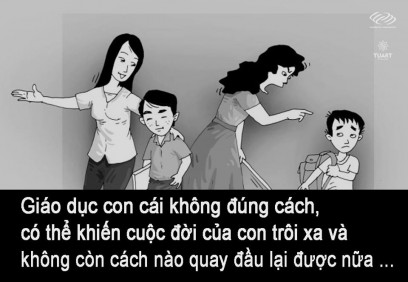 Giáo dục con cái không đúng cách,
có thể khiến cuộc đời của con trôi xa và
không còn cách nào quay đầu lại được nữa ...